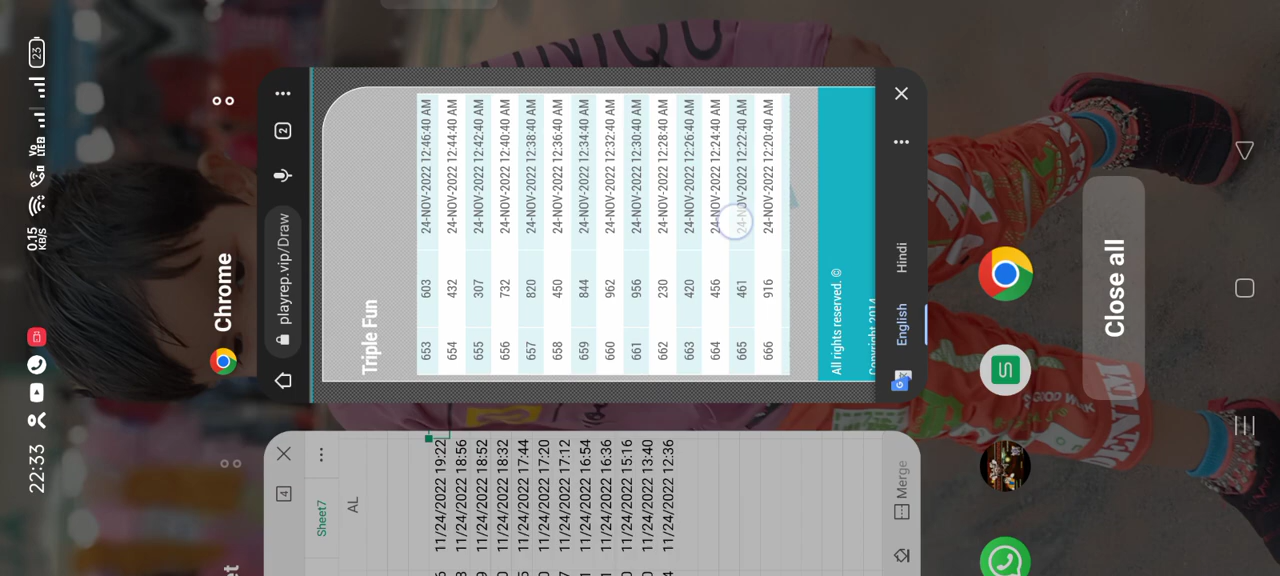 22:33
0.15
KB/S
Vo
LTEB
23
Chrome
playrep.vip/Draw
2
Triple Fun
653 603 24-NOV-2022 12:46:40 AM
654 432 24-NOV-2022 12:44:40 AM
655 307 24-NOV-2022 12:42:40 AM
656 732 24-NOV-2022 12:40:40 AM
657 820 24-NOV-2022 12:38:40 AM
658 450 24-NOV-2022 12:36:40 AM
659 844 24-NOV-2022 12:34:40 AM
660 962 24-NOV-2022 12:32:40 AM
661 956 24-NOV-2022 12:30:40 AM
662 230 24-NOV-2022 12:28:40 AM
663 420 24-NOV-2022 12:26:40 AM
664 456 24-NOV-2022 12:24:40 AM
665 461 24-NOV-2022 12:22:40 AM
666 916 24-NOV-2022 12:20:40 AM
All rights reserved. ©
Copyright 2014
English Hindi
4
Sheet7
AL
11/24/2022 19:22
11/24/2022 18:56
11/24/2022 18:52
11/24/2022 18:32
11/24/2022 17:44
11/24/2022 17:20
11/24/2022 17:12
11/24/2022 16:54
11/24/2022 16:36
11/24/2022 15:16
11/24/2022 13:40
11/24/2022 12:36
Merge
Close all
DENIM